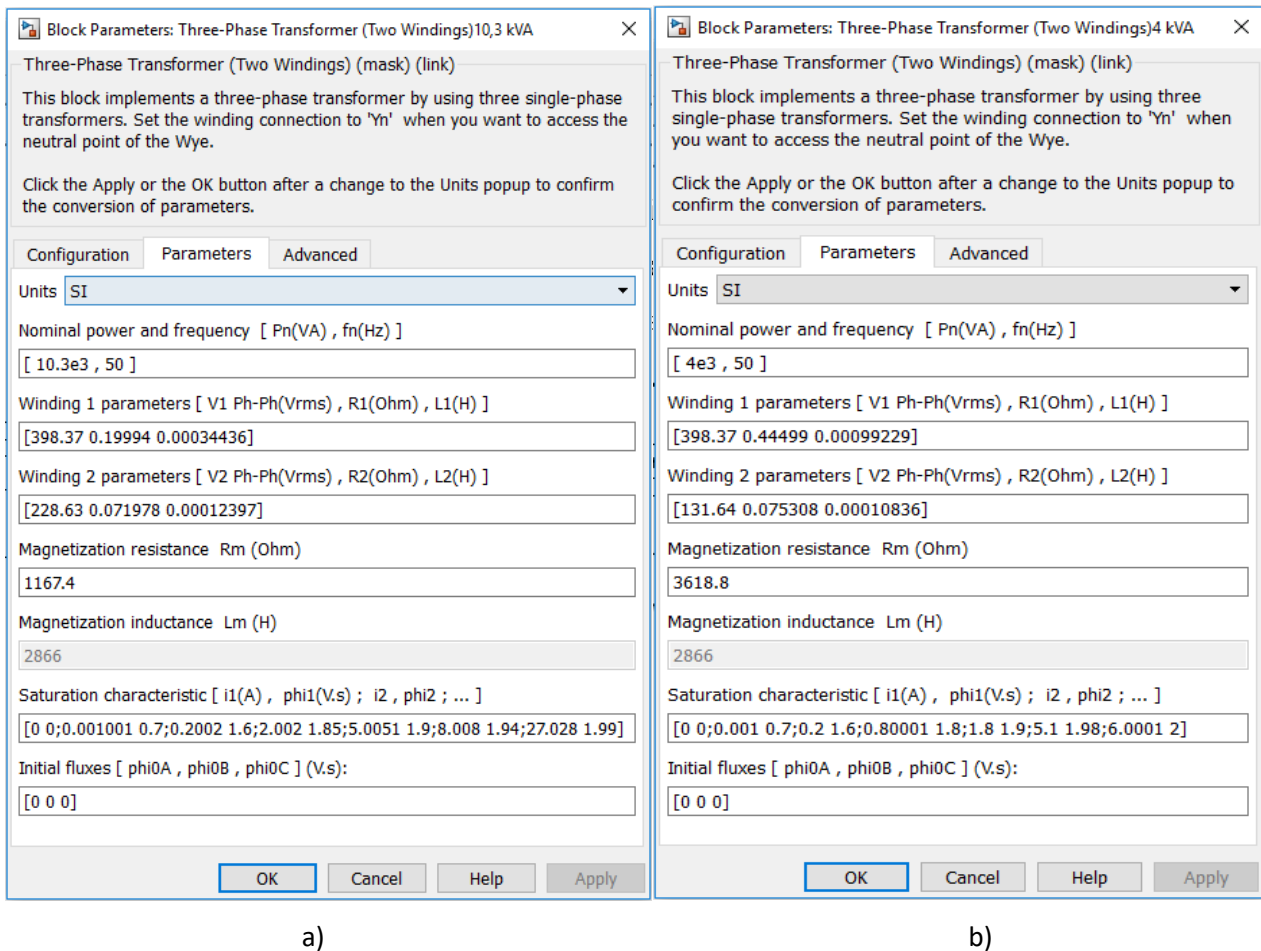 Block Parameters: Three-Phase Transformer (Two Windings)10,3 kVA
Three-Phase Transformer (Two Windings) (mask) (link)
This block implements a three-phase transformer by using three single-phase
transformers. Set the winding connection to 'Yn' when you want to access the
neutral point of the Wye.
Click the Apply or the OK button after a change to the Units popup to confirm
the conversion of parameters.
Configuration Parameters Advanced
Units SI
Nominal power and frequency [ Pn(VA) , fn(Hz) ]
[ 10.3e3 , 50 ]
Winding 1 parameters [ V1 Ph-Ph(Vrms) , R1(Ohm) , L1(H) ]
[398.37 0.19994 0.00034436]
Winding 2 parameters [ V2 Ph-Ph(Vrms) , R2(Ohm) , L2(H) ]
[228.63 0.071978 0.00012397]
Magnetization resistance Rm (Ohm)
1167.4
Magnetization inductance Lm (H)
2866
Saturation characteristic [ i1(A) , phi1(V.s) ; i2 , phi2 ; ... ]
[0 0;0.001001 0.7;0.2002 1.6;2.002 1.85;5.0051 1.9;8.008 1.94;27.028 1.99]
Initial fluxes [ phi0A , phi0B , phi0C ] (V.s):
[0 0 0]
OK Cancel Help Apply
a)
Block Parameters: Three-Phase Transformer (Two Windings)4 kVA
Three-Phase Transformer (Two Windings) (mask) (link)
This block implements a three-phase transformer by using three
single-phase transformers. Set the winding connection to 'Yn' when
you want to access the neutral point of the Wye.
Click the Apply or the OK button after a change to the Units popup to
confirm the conversion of parameters.
Configuration Parameters Advanced
Units SI
Nominal power and frequency [ Pn(VA) , fn(Hz) ]
[ 4e3 , 50 ]
Winding 1 parameters [ V1 Ph-Ph(Vrms) , R1(Ohm) , L1(H) ]
[398.37 0.44499 0.00099229]
Winding 2 parameters [ V2 Ph-Ph(Vrms) , R2(Ohm) , L2(H) ]
[131.64 0.075308 0.00010836]
Magnetization resistance Rm (Ohm)
3618.8
Magnetization inductance Lm (H)
2866
Saturation characteristic [ i1(A) , phi1(V.s) ; i2 , phi2 ; ... ]
[0 0;0.001 0.7;0.2 1.6;0.80001 1.8;1.8 1.9;5.1 1.98;6.0001 2]
Initial fluxes [ phi0A , phi0B , phi0C ] (V.s):
[0 0 0]
OK Cancel Help Apply
b)